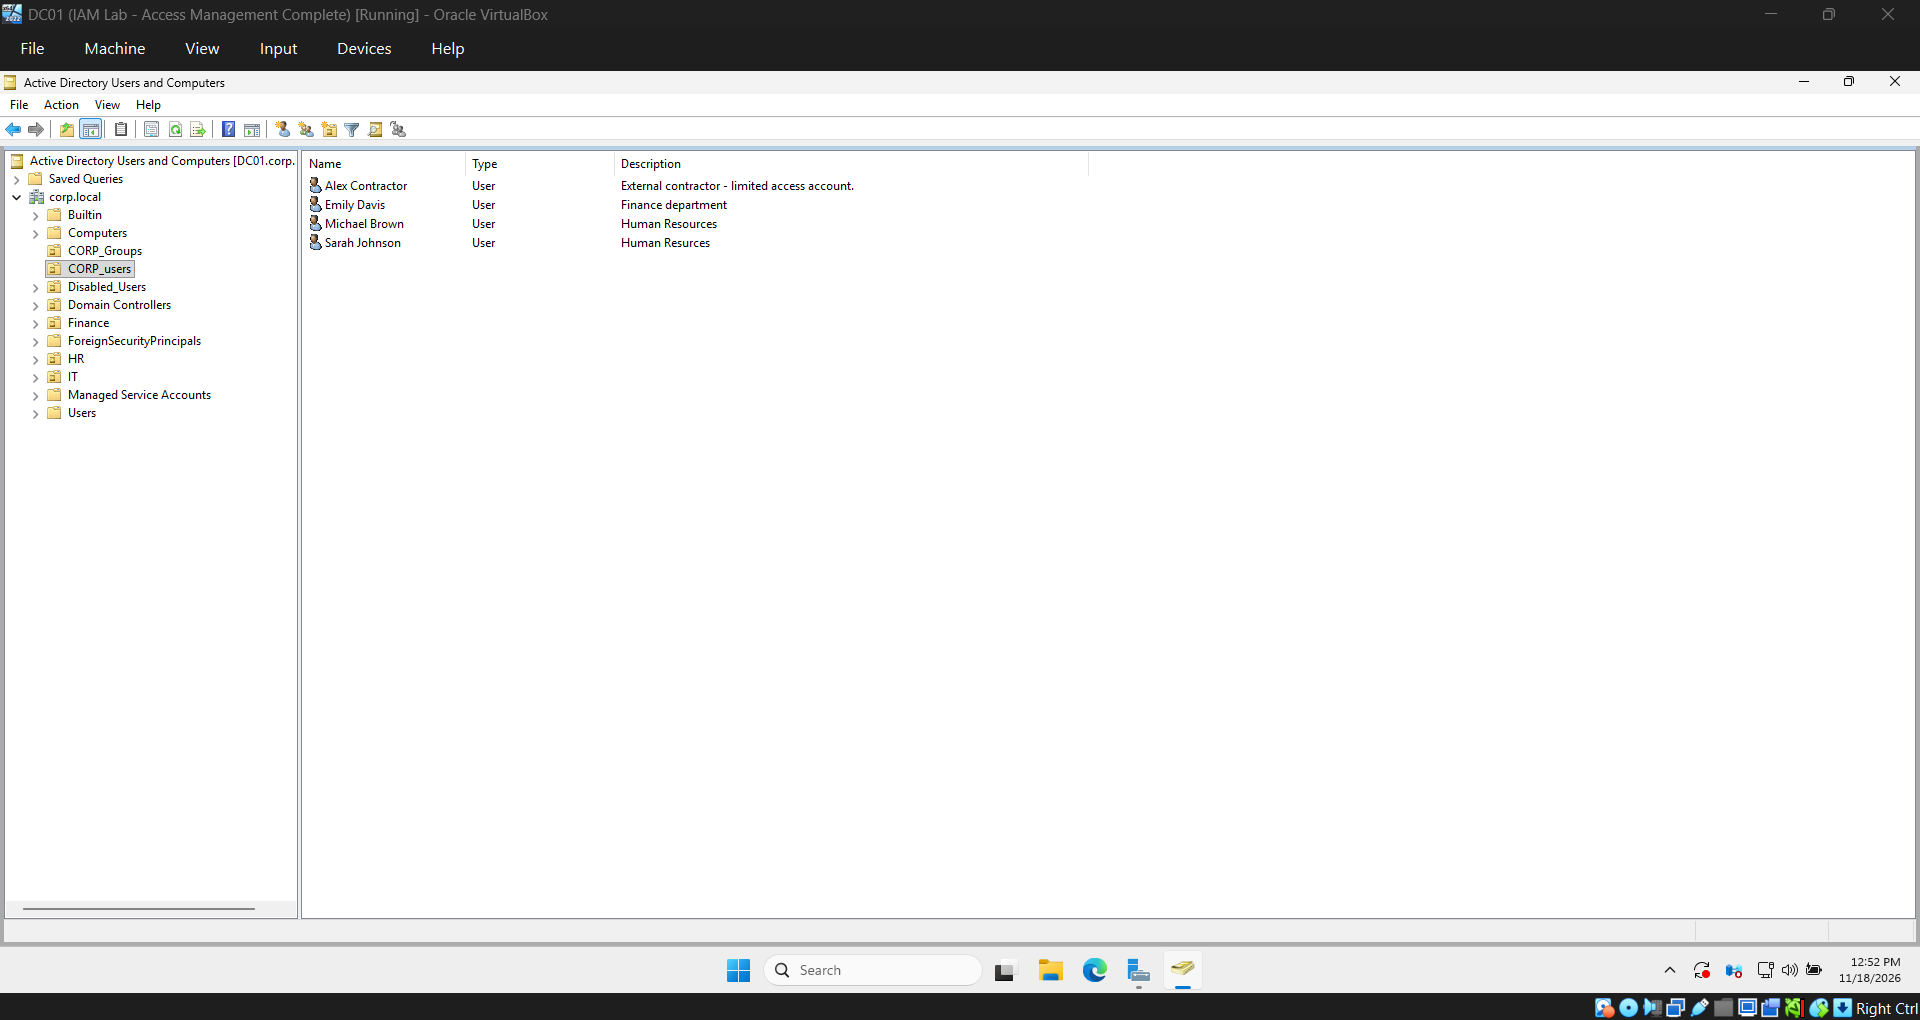 DC01 (IAM Lab - Access Management Complete) [Running] - Oracle VirtualBox
File Machine View Input Devices Help
Active Directory Users and Computers
File Action View Help
Active Directory Users and Computers [DC01.corp.
Saved Queries
corp.local
Builtin
Computers
CORP_Groups
CORP_users
Disabled_Users
Domain Controllers
Finance
ForeignSecurityPrincipals
HR
IT
Managed Service Accounts
Users
Name Type Description
Alex Contractor User External contractor - limited access account.
Emily Davis User Finance department
Michael Brown User Human Resources
Sarah Johnson User Human Resurces
Search
12:52 PM
11/18/2026
Right Ctrl